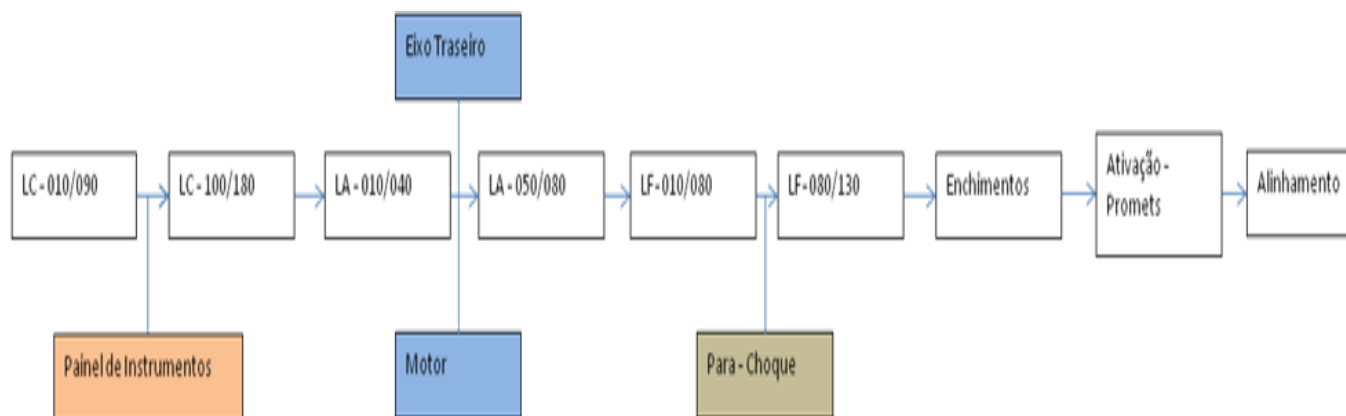 Eixo Traseiro
LC - 010/090
LC - 100/180
LA - 010/040
LA - 050/080
LF-010/080
LF-080/130
Enchimentos
Ativação -
Promets
Alinhamento
Painel de Instrumentos
Motor
Para - Choque